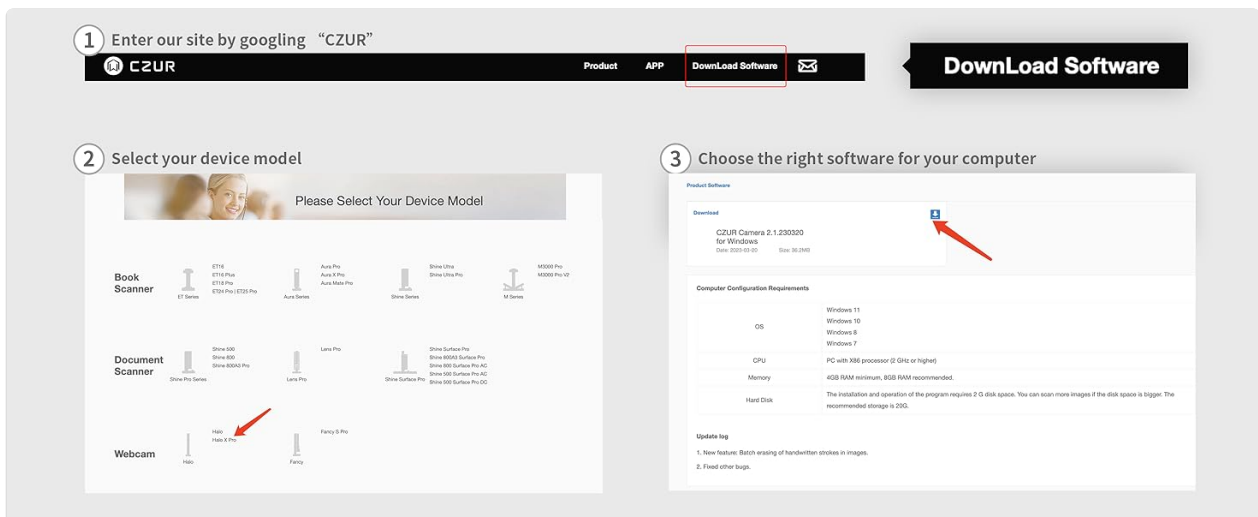 1 Enter our site by googling “CZUR”
CZUR
Product APP DownLoad Software
DownLoad Software
2 Select your device model
Please Select Your Device Model
Book Scanner
ET16
ET16 Plus
ET18 Pro
ET24 Pro | ET25 Pro
ET Series
Aura Pro
Aura X Pro
Aura Mate Pro
Aura Series
Shine Ultra
Shine Ultra Pro
Shine Series
M3000 Pro
M3000 Pro V2
M Series
Document Scanner
Shine 500
Shine 800
Shine 800A3 Pro
Shine Pro Series
Lens Pro
Lens Pro
Shine Surface Pro
Shine 800A3 Surface Pro
Shine 800 Surface Pro AC
Shine 500 Surface Pro AC
Shine 500 Surface Pro DC
Shine Surface Pro
Webcam
Halo
Halo X Pro
Halo
Fancy S Pro
Fancy
3 Choose the right software for your computer
Product Software
Download
CZUR Camera 2.1.230320
for Windows
Size: 36.2MB
Computer Configuration Requirements
OS
Windows 11
Windows 10
Windows 8
Windows 7
CPU
PC with X86 processor (2 GHz or higher)
Memory
4GB RAM minimum, 8GB RAM recommended.
Hard Disk
The installation and operation of the program requires 2 G disk space. You can scan more images if the disk space is bigger. The
recommended storage is 20G.
Update log
1. New feature: Batch erasing of handwritten strokes in images.
2. Fixed other bugs.